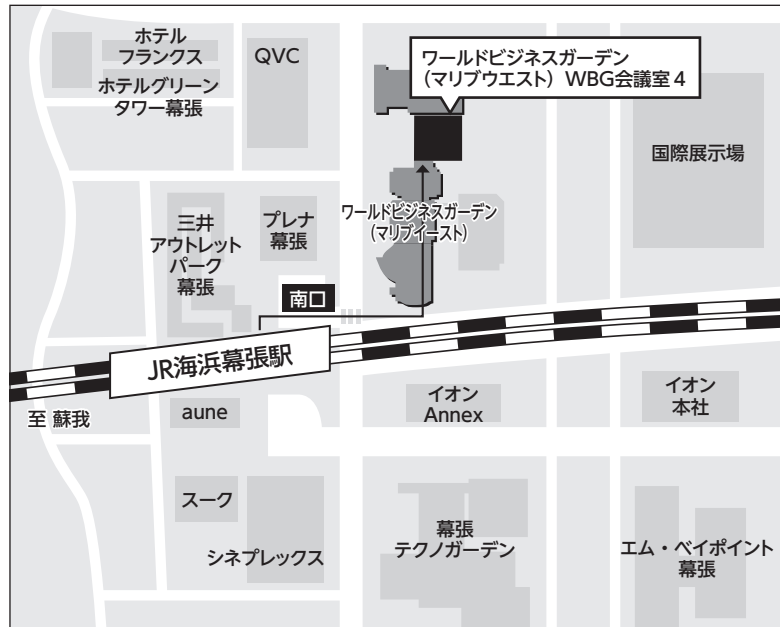 ホテル
フランクス
ホテルグリーン
タワー幕張
QVC
ワールドビジネスガーデン
（マリブウエスト）WBG会議室4
国際展示場
三井
アウトレット
パーク
幕張
プレナ
幕張
ワールドビジネスガーデン
（マリブイースト）
南口
JR海浜幕張駅
至 蘇我
aune
イオン
Annex
イオン
本社
スーク
シネプレックス
幕張
テクノガーデン
エム・ベイポイント
幕張